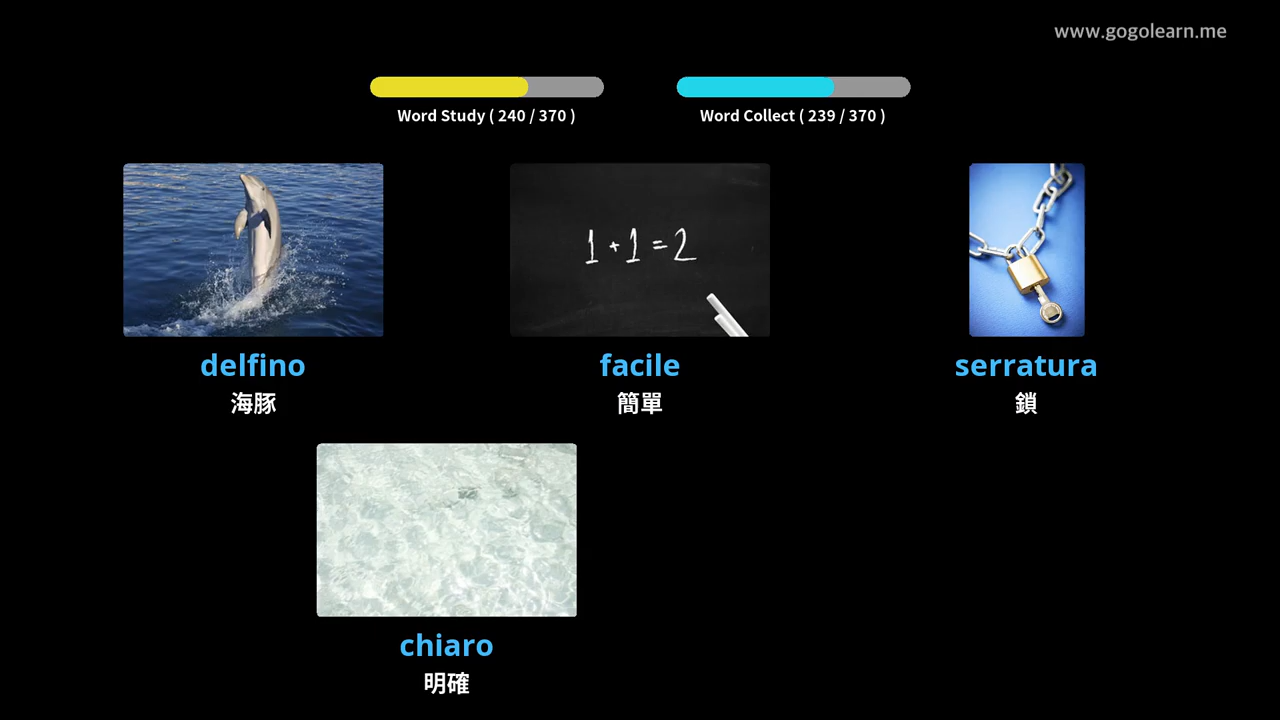 www.gogolearn.me
Word Study ( 240 / 370 )
Word Collect ( 239 / 370 )
1+1=2
delfino
facile
serratura
海豚
簡單
鎖
chiaro
明確